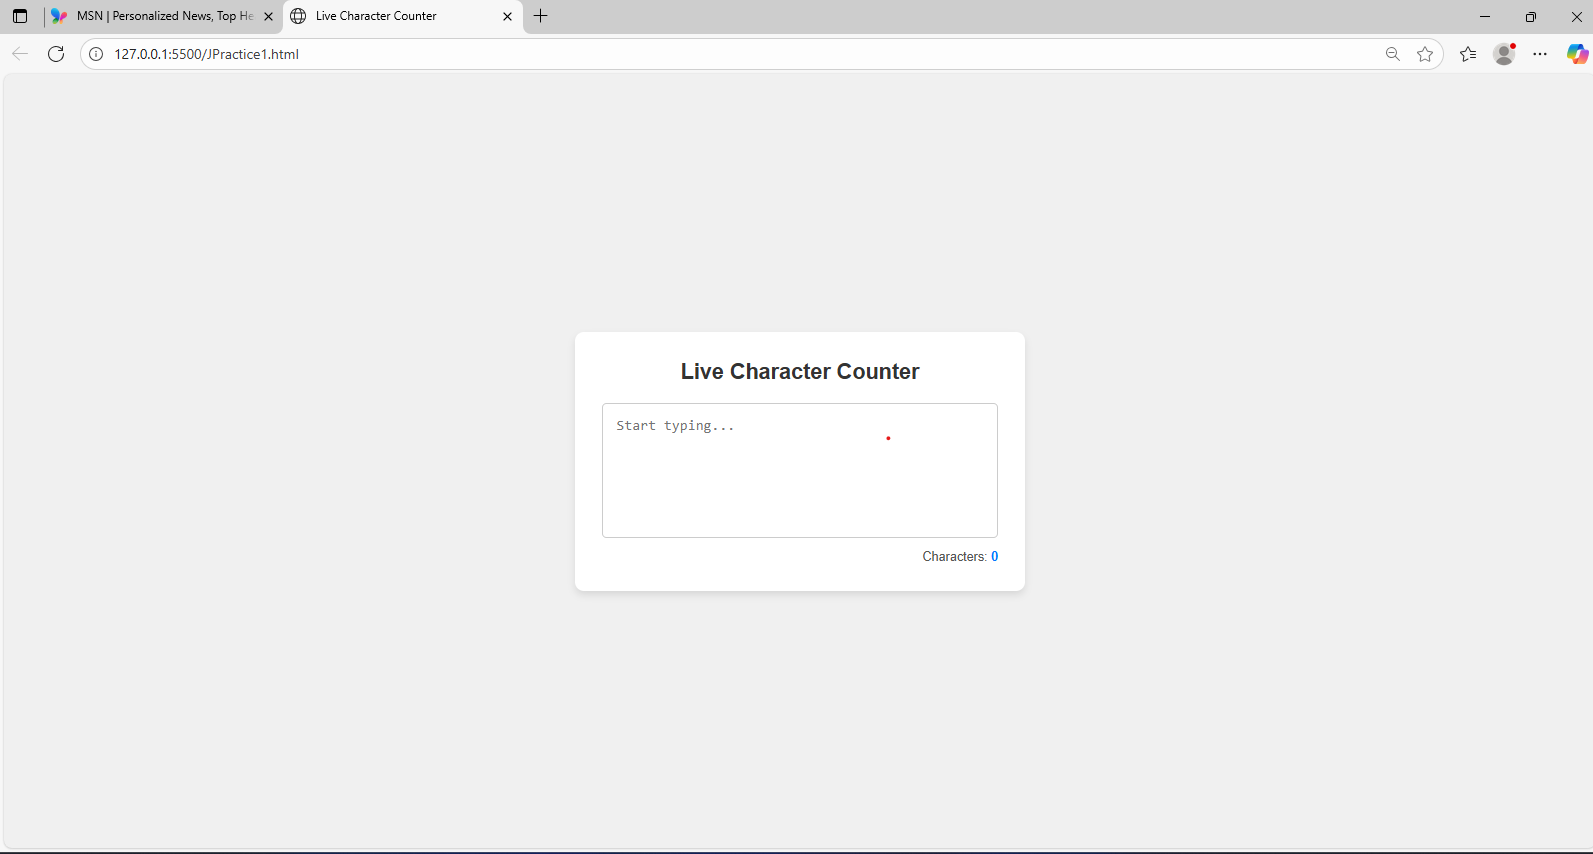 MSN | Personalized News, Top He
Live Character Counter
127.0.0.1:5500/JPractice1.html
Live Character Counter
Start typing...
Characters: 0